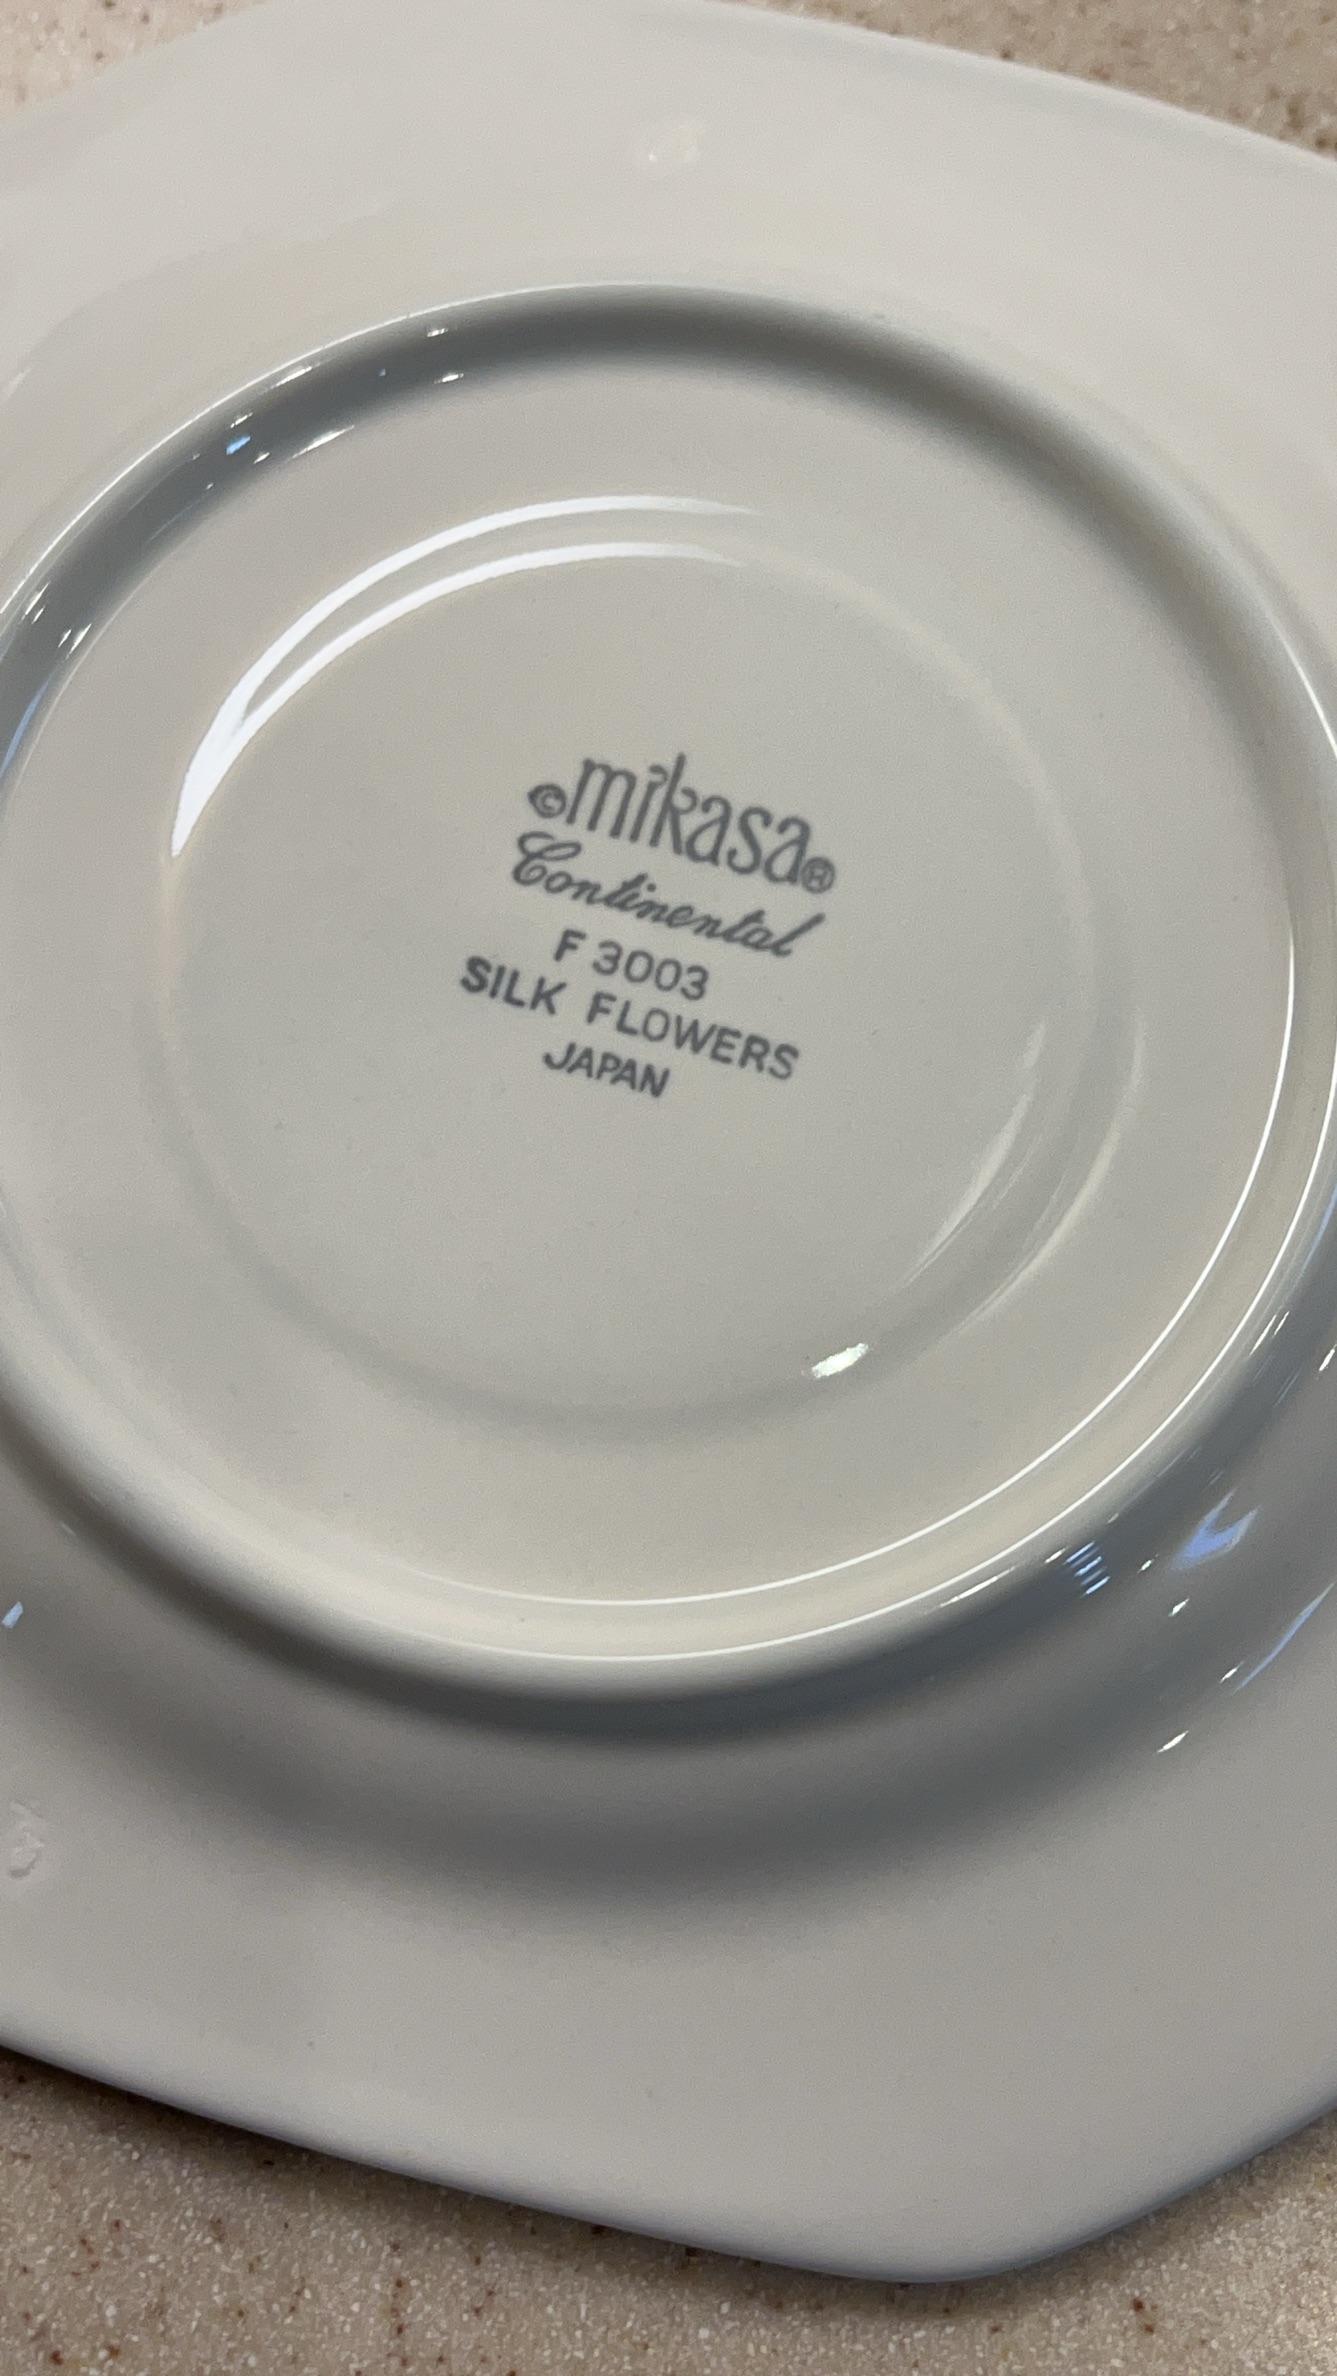 ©mikasa®
Continental
F 3003
SILK FLOWERS
JAPAN